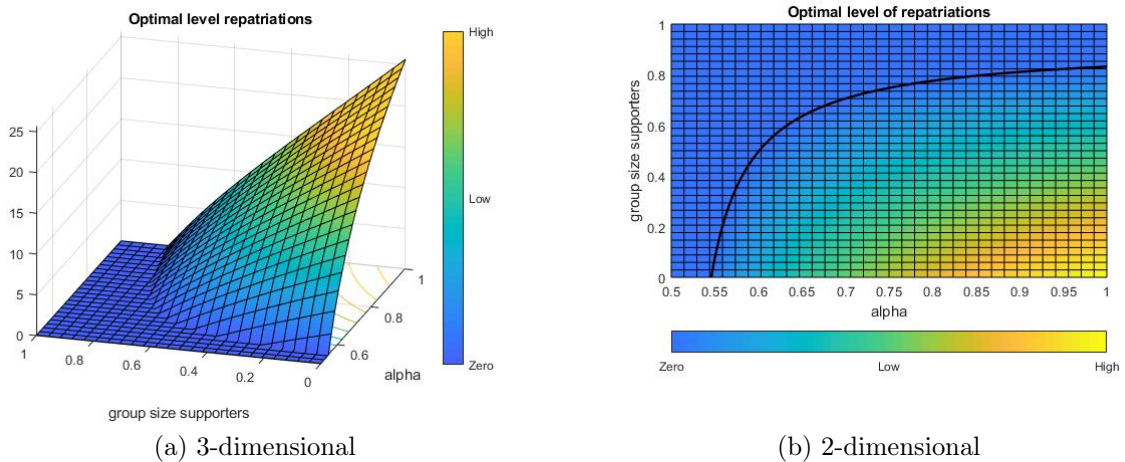 Optimal level repatriations
High
Low
Zero
25
20
15
10
5
0
1
0.8
0.6
0.4
0.2
0
1
0.8
0.6
alpha
group size supporters
(a) 3-dimensional
Optimal level of repatriations
1
0.8
0.6
0.4
0.2
0
group size supporters
0.5 0.55 0.6 0.65 0.7 0.75 0.8 0.85 0.9 0.95 1
alpha
Zero Low High
(b) 2-dimensional